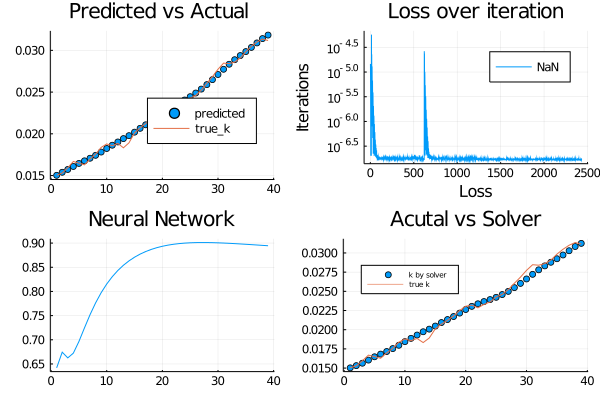 Predicted vs Actual
0.030
0.025
0.020
0.015
predicted
true_k
0 10 20 30 40
Loss over iteration
Iterations
10^-4.5
10^-5.0
10^-5.5
10^-6.0
10^-6.5
NaN
0 500 1000 1500 2000 2500
Loss
Neural Network
0.90
0.85
0.80
0.75
0.70
0.65
0 10 20 30 40
Acutal vs Solver
0.0300
0.0275
0.0250
0.0225
0.0200
0.0175
0.0150
k by solver
true k
0 10 20 30 40